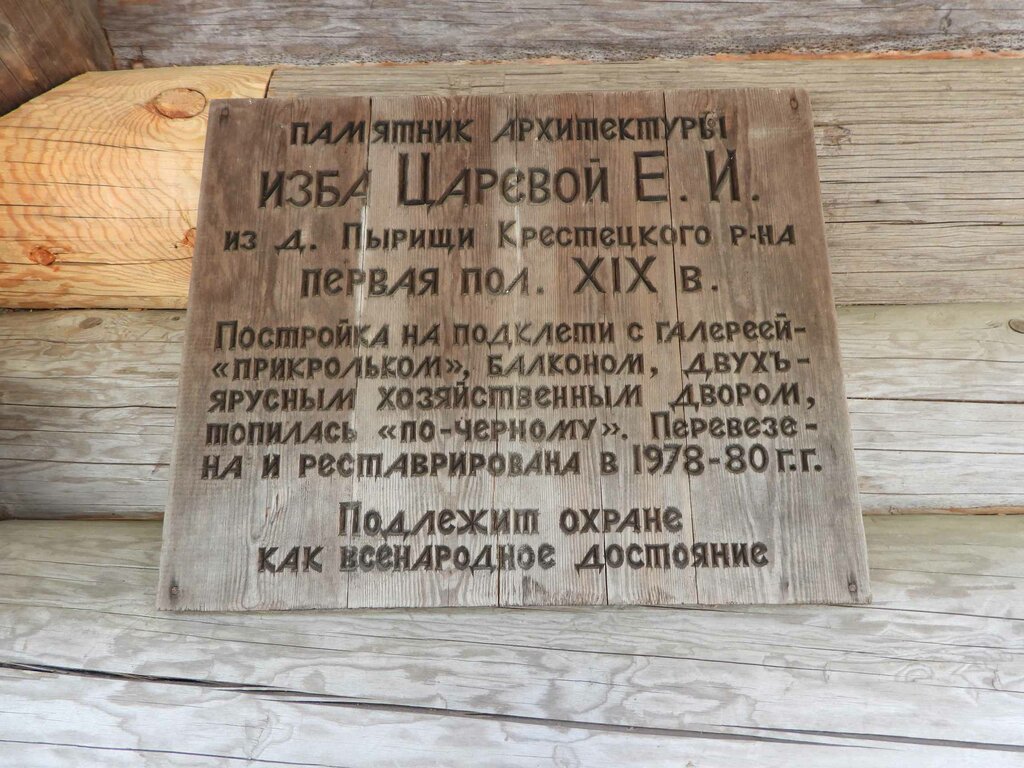 ПАМЯТНИК АРХИТЕКТУРЫ
ИЗБА ЦАРЕВОЙ Е. И.
ИЗ Д. ПЫРИЩИ КРЕСТЕЦКОГО Р-НА
ПЕРВАЯ ПОЛ. XIX В.
ПОСТРОЙКА НА ПОДКЛЕТИ С ГАЛЕРЕЕЙ-
«ПРИКРОЛЬКОМ», БАЛКОНОМ, ДВУХЪ-
ЯРУСНЫМ ХОЗЯЙСТВЕННЫМ ДВОРОМ,
ТОПИЛАСЬ «ПО-ЧЕРНОМУ». ПЕРЕВЕЗЕ-
НА И РЕСТАВРИРОВАНА В 1978-80 Г.Г.
ПОДЛЕЖИТ ОХРАНЕ
КАК ВСЕНАРОДНОЕ ДОСТОЯНИЕ